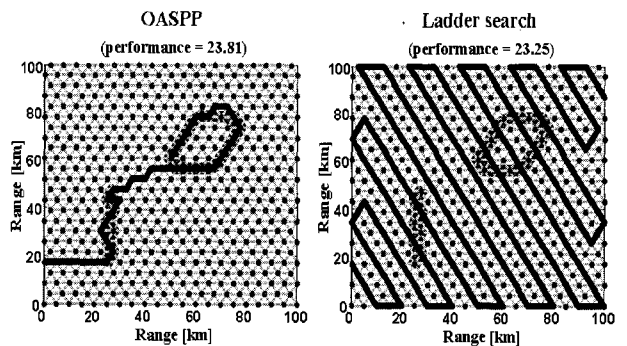 OASPP
(performance = 23.81)
100
80
60
40
20
0
Range [km]
0 20 40 60 80 100
Range [km]
Ladder search
(performance = 23.25)
100
80
60
40
20
0
Range [km]
0 20 40 60 80 100
Range [km]